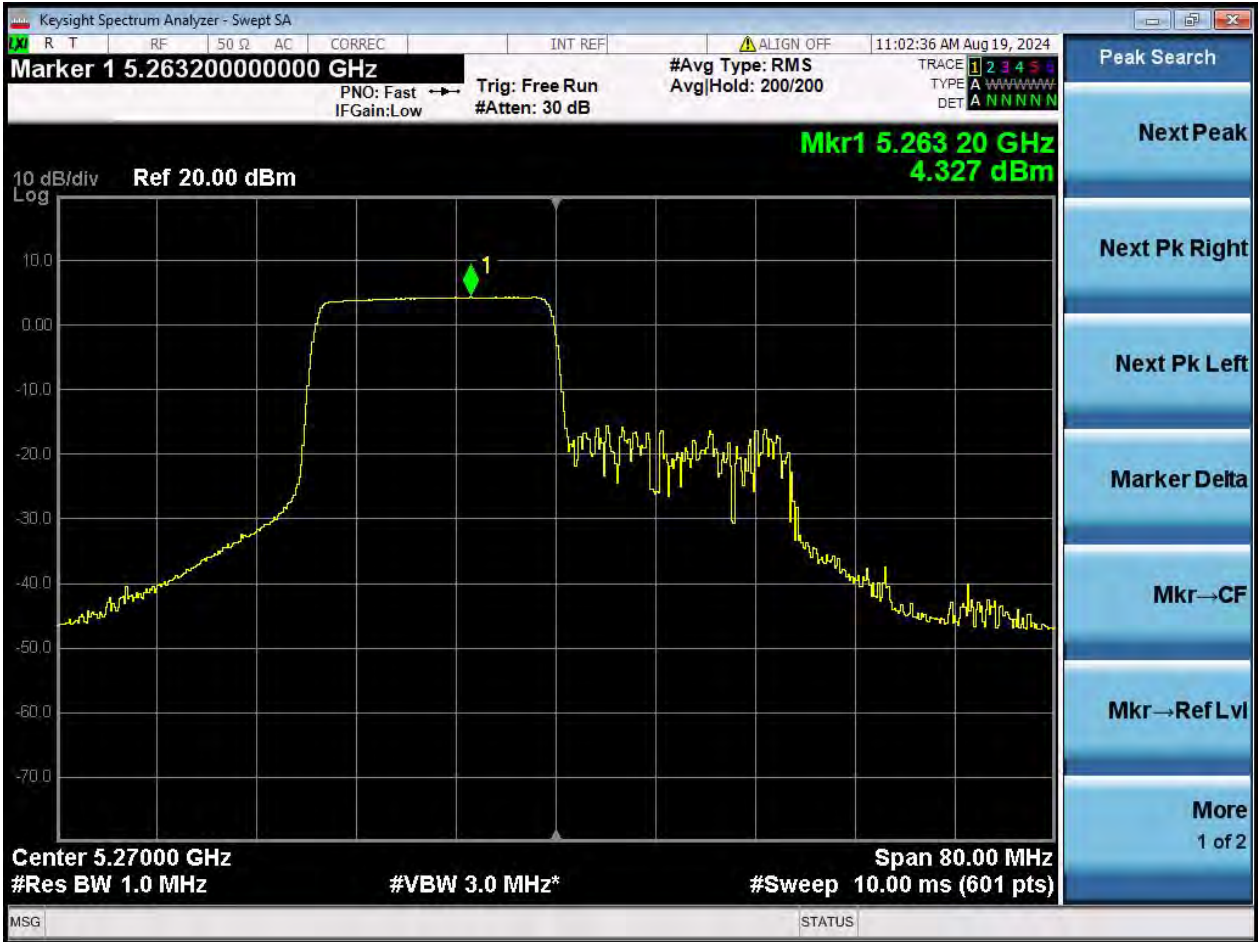 Keysight Spectrum Analyzer - Swept SA
LXI R T RF 50 Ω AC CORREC INT REF ALIGN OFF 11:02:36 AM Aug 19, 2024
Marker 1 5.263200000000 GHz
PNO: Fast
IFGain:Low
Trig: Free Run
#Atten: 30 dB
#Avg Type: RMS
Avg|Hold: 200/200
TRACE 1 2 3 4 5 6
TYPE A WWWWWW
DET A N N N N N
Mkr1 5.263 20 GHz
4.327 dBm
10 dB/div Ref 20.00 dBm
Log
10.0
0.00
-10.0
-20.0
-30.0
-40.0
-50.0
-60.0
-70.0
1
Center 5.27000 GHz Span 80.00 MHz
#Res BW 1.0 MHz #VBW 3.0 MHz* #Sweep 10.00 ms (601 pts)
MSG STATUS
Peak Search
Next Peak
Next Pk Right
Next Pk Left
Marker Delta
Mkr→CF
Mkr→Ref Lvl
More
1 of 2